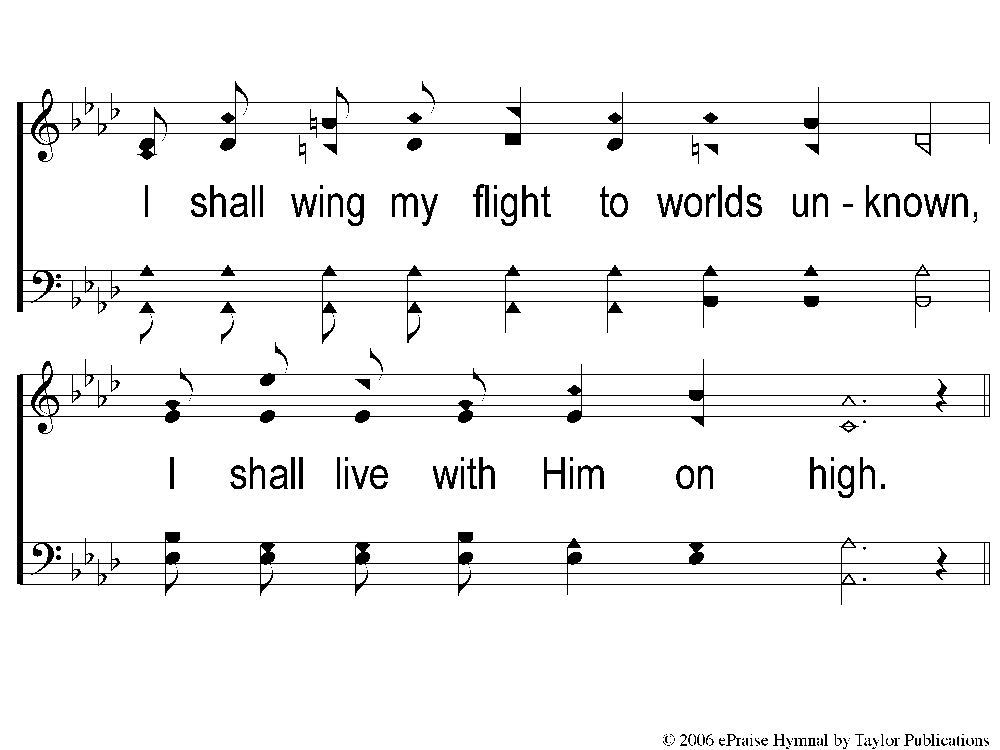 I shall wing my flight to worlds un - known,
I shall live with Him on high.
© 2006 ePraise Hymnal by Taylor Publications